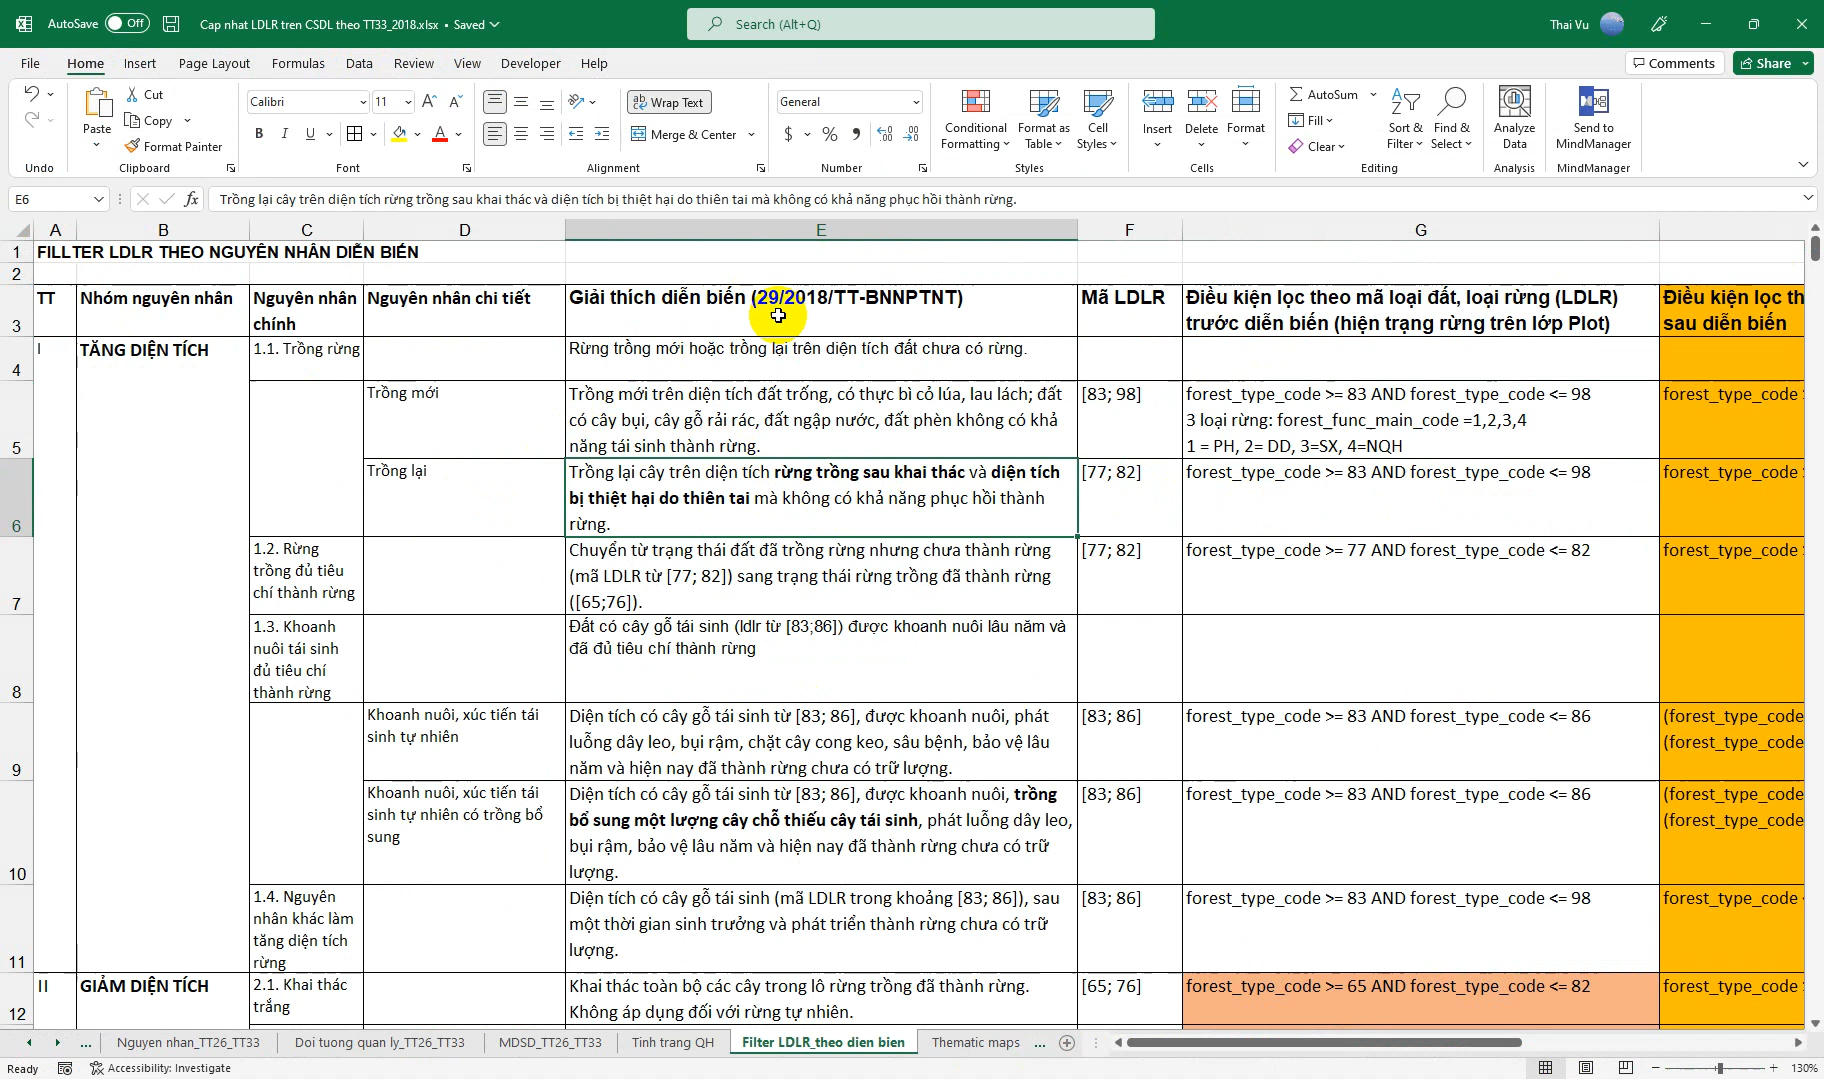 AutoSave Off Cap nhat LDLR tren CSDL theo TT33_2018.xlsx • Saved Search (Alt+Q) Thai Vu
File Home Insert Page Layout Formulas Data Review View Developer Help Comments Share
Undo
Paste Cut Copy Format Painter Clipboard
Calibri 11 B I U A Font
Wrap Text Merge & Center Alignment
General $ % Number
Conditional Formatting Format as Table Cell Styles Styles
Insert Delete Format Cells
AutoSum Fill Clear Sort & Filter Find & Select Editing
Analyze Data Analysis
Send to MindManager MindManager
E6 fx Trồng lại cây trên diện tích rừng trồng sau khai thác và diện tích bị thiệt hại do thiên tai mà không có khả năng phục hồi thành rừng.
A B C D E F G
1 FILLTER LDLR THEO NGUYÊN NHÂN DIỄN BIẾN
2
3 TT Nhóm nguyên nhân
Nguyên nhân
chính
Nguyên nhân chi tiết
Giải thích diễn biến (29/2018/TT-BNNPTNT)
Mã LDLR
Điều kiện lọc theo mã loại đất, loại rừng (LDLR)
trước diễn biến (hiện trạng rừng trên lớp Plot)
Điều kiện lọc th
sau diễn biến
4 I TĂNG DIỆN TÍCH 1.1. Trồng rừng
Rừng trồng mới hoặc trồng lại trên diện tích đất chưa có rừng.
5 Trồng mới
Trồng mới trên diện tích đất trống, có thực bì cỏ lúa, lau lách; đất
có cây bụi, cây gỗ rải rác, đất ngập nước, đất phèn không có khả
năng tái sinh thành rừng.
[83; 98]
forest_type_code >= 83 AND forest_type_code <= 98
3 loại rừng: forest_func_main_code =1,2,3,4
1 = PH, 2= DD, 3=SX, 4=NQH
forest_type_code
6 Trồng lại
Trồng lại cây trên diện tích rừng trồng sau khai thác và diện tích
bị thiệt hại do thiên tai mà không có khả năng phục hồi thành
rừng.
[77; 82]
forest_type_code >= 83 AND forest_type_code <= 98
forest_type_code
7 1.2. Rừng
trồng đủ tiêu
chí thành rừng
Chuyển từ trạng thái đất đã trồng rừng nhưng chưa thành rừng
(mã LDLR từ [77; 82]) sang trạng thái rừng trồng đã thành rừng
([65;76]).
[77; 82]
forest_type_code >= 77 AND forest_type_code <= 82
forest_type_code
8 1.3. Khoanh
nuôi tái sinh
đủ tiêu chí
thành rừng
Đất có cây gỗ tái sinh (ldlr từ [83;86]) được khoanh nuôi lâu năm và
đã đủ tiêu chí thành rừng
9 Khoanh nuôi, xúc tiến tái
sinh tự nhiên
Diện tích có cây gỗ tái sinh từ [83; 86], được khoanh nuôi, phát
luỗng dây leo, bụi rậm, chặt cây cong keo, sâu bệnh, bảo vệ lâu
năm và hiện nay đã thành rừng chưa có trữ lượng.
[83; 86]
forest_type_code >= 83 AND forest_type_code <= 86
(forest_type_code
(forest_type_code
10 Khoanh nuôi, xúc tiến tái
sinh tự nhiên có trồng bổ
sung
Diện tích có cây gỗ tái sinh từ [83; 86], được khoanh nuôi, trồng
bổ sung một lượng cây chỗ thiếu cây tái sinh, phát luỗng dây leo,
bụi rậm, bảo vệ lâu năm và hiện nay đã thành rừng chưa có trữ
lượng.
[83; 86]
forest_type_code >= 83 AND forest_type_code <= 86
(forest_type_code
(forest_type_code
11 1.4. Nguyên
nhân khác làm
tăng diện tích
rừng
Diện tích có cây gỗ tái sinh (mã LDLR trong khoảng [83; 86]), sau
một thời gian sinh trưởng và phát triển thành rừng chưa có trữ
lượng.
[83; 86]
forest_type_code >= 83 AND forest_type_code <= 98
forest_type_code
12 II GIẢM DIỆN TÍCH 2.1. Khai thác
trắng
Khai thác toàn bộ các cây trong lô rừng trồng đã thành rừng.
Không áp dụng đối với rừng tự nhiên.
[65; 76]
forest_type_code >= 65 AND forest_type_code <= 82
forest_type_code
... Nguyen nhan_TT26_TT33 Doi tuong quan ly_TT26_TT33 MDSD_TT26_TT33 Tinh trang QH Filter LDLR_theo dien bien Thematic maps ...
Ready Accessibility: Investigate 130%